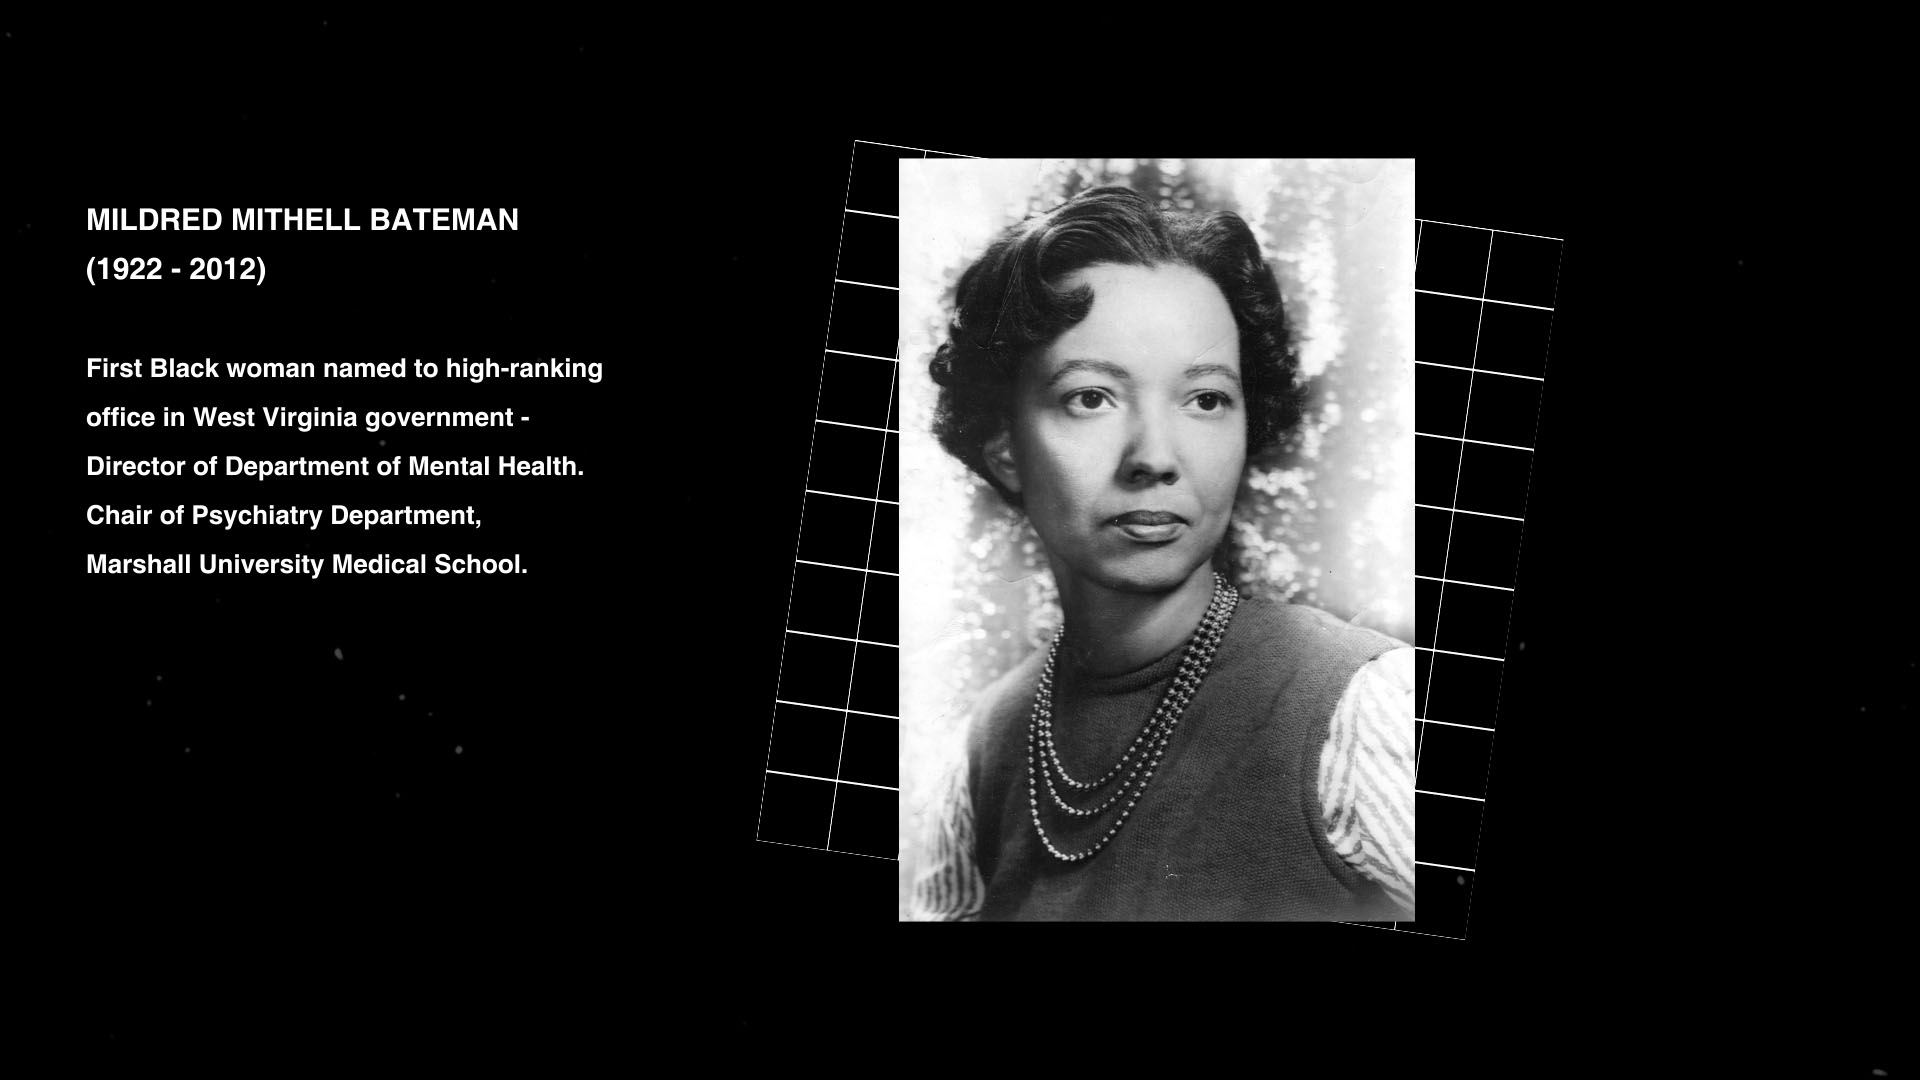 MILDRED MITHELL BATEMAN
(1922 - 2012)
First Black woman named to high-ranking
office in West Virginia government -
Director of Department of Mental Health.
Chair of Psychiatry Department,
Marshall University Medical School.